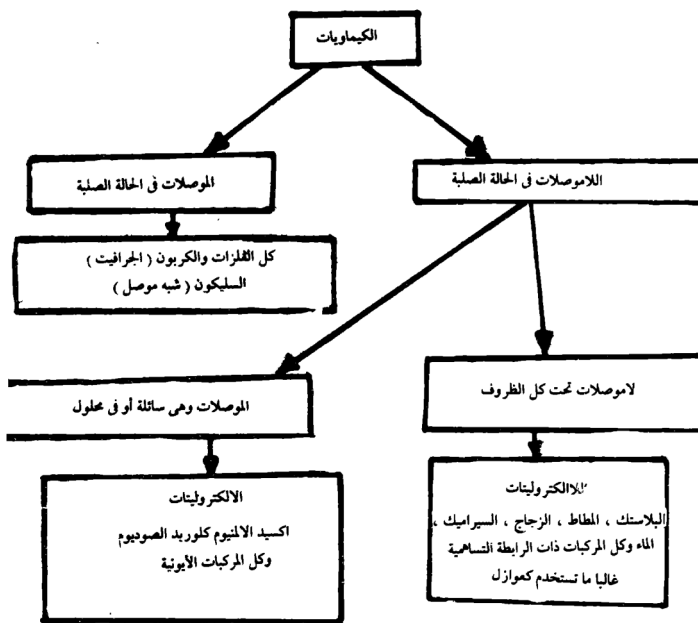 الكيماويات
الموصلات فى الحالة الصلبة
اللاموصلات فى الحالة الصلبة
كل الفلزات والكربون ( الجرافيت )
السليكون ( شبه موصل )
الموصلات وهى سائلة أو فى محلول
لاموصلات تحت كل الظروف
الالكتروليتات
اكسيد الالمنيوم كلوريد الصوديوم
وكل المركبات الأيونية
اللاالكتروليتات
البلاستك ، المطاط ، الزجاج ، السيراميك ،
الماء وكل المركبات ذات الرابطة التساهمية
غالبا ما تستخدم كعوازل